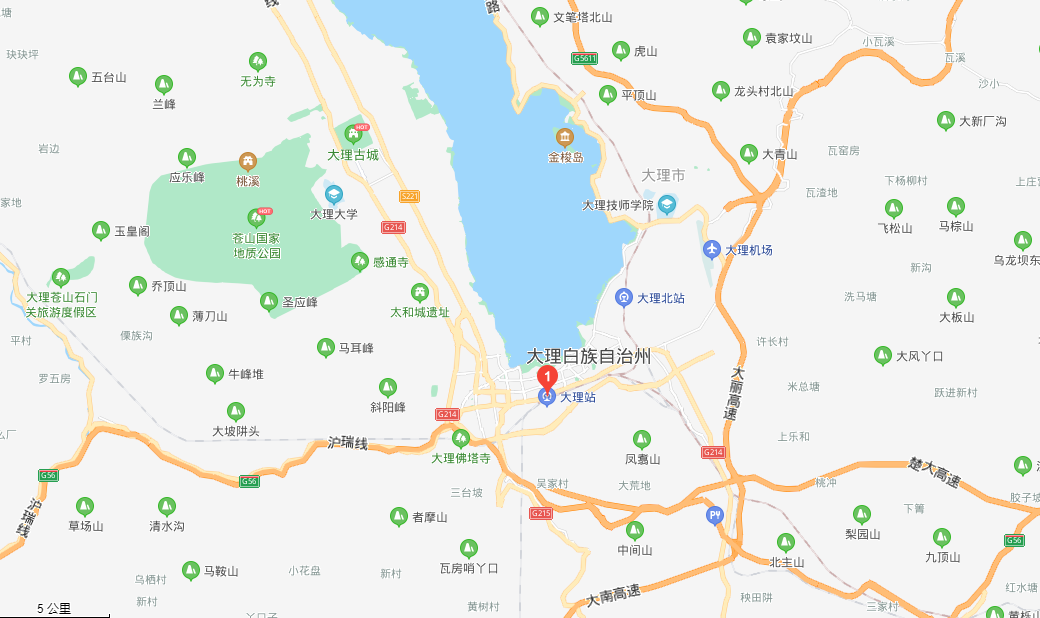 线
路
文笔塔北山
塘
袁家坟山
小瓦溪
虎山
玦玦坪
G5611
瓦溪
五台山
无为寺
兰峰
沙小
平顶山
龙头村北山
大新厂沟
HOT
大理古城
金梭岛
岩边
应乐峰
桃溪
大青山
瓦窑房
大理市
下杨柳村
上庄
瓦渣地
家地
大理大学
S221
大理技师学院
HOT
G214
飞松山
马棕山
玉皇阁
苍山国家
地质公园
大理机场
乌龙坝东
感通寺
新沟
大理苍山石门
关旅游度假区
乔顶山
圣应峰
太和城遗址
大理北站
洗马塘
薄刀山
大板山
傈族沟
平村
马耳峰
大理白族自治州
许长村
大风丫口
罗五房
牛峰堆
1
大丽高速
米总塘
跃进新村
斜阳峰
大理站
大坡阱头
G214
上乐和
么厂
沪瑞线
大理佛塔寺
凤翥山
G214
楚大高速
G56
G56
吴家村
大荒地
桃冲
胶子坡
三台坡
沪瑞线
草场山
清水沟
者摩山
G215
下箐
中间山
梨园山
北主山
九顶山
G56
瓦房哨丫口
马鞍山
小花盘
新村
乌栖村
新村
红水塘
大南高速
秧田阱
三家村
5 公里
黄树村
黄栎山